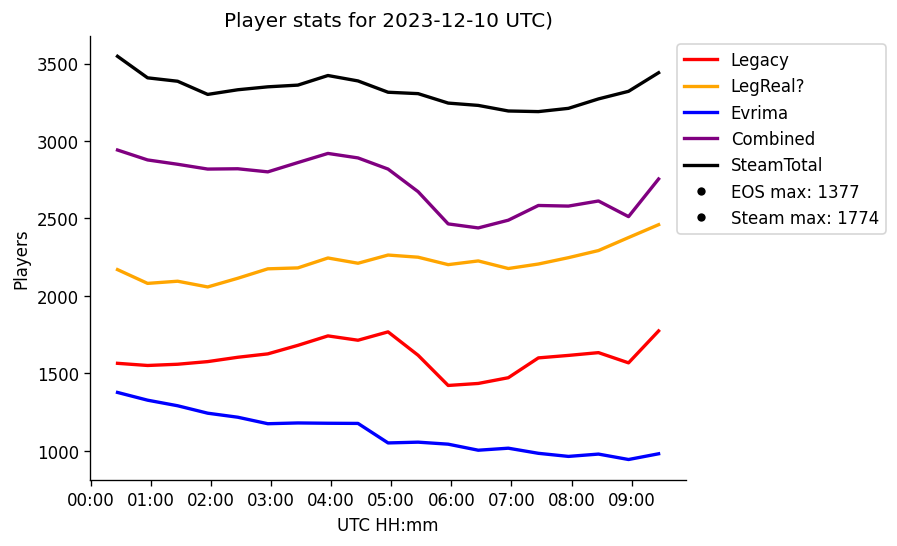 Player stats for 2023-12-10 UTC)
Legacy
LegReal?
Evrima
Combined
SteamTotal
EOS max: 1377
Steam max: 1774
Players
3500
3000
2500
2000
1500
1000
00:00 01:00 02:00 03:00 04:00 05:00 06:00 07:00 08:00 09:00
UTC HH:mm